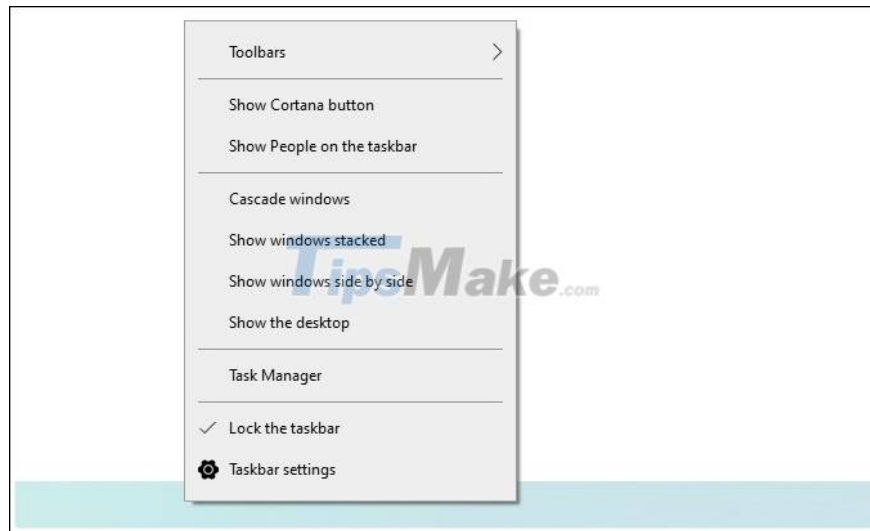 Toolbars
Show Cortana button
Show People on the taskbar
Cascade windows
Show windows stacked
Show windows side by side
TipsMake.com
Show the desktop
Task Manager
Lock the taskbar
Taskbar settings